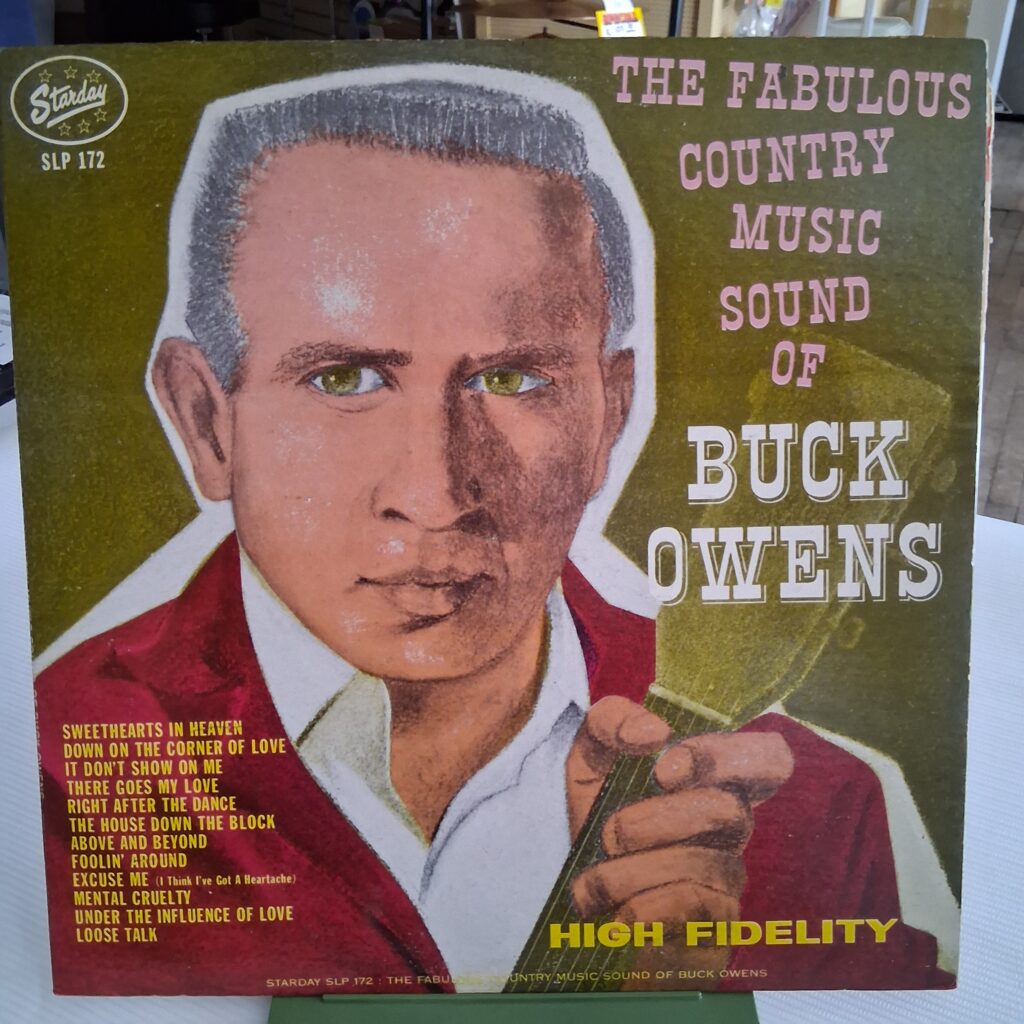 Starday
SLP 172
THE FABULOUS
COUNTRY
MUSIC
SOUND
OF
BUCK
OWENS
SWEETHEARTS IN HEAVEN
DOWN ON THE CORNER OF LOVE
IT DON'T SHOW ON ME
THERE GOES MY LOVE
RIGHT AFTER THE DANCE
THE HOUSE DOWN THE BLOCK
ABOVE AND BEYOND
FOOLIN' AROUND
EXCUSE ME (I Think I've Got A Heartache)
MENTAL CRUELTY
UNDER THE INFLUENCE OF LOVE
LOOSE TALK
HIGH FIDELITY
STARDAY SLP 172 : THE FABULOUS COUNTRY MUSIC SOUND OF BUCK OWENS